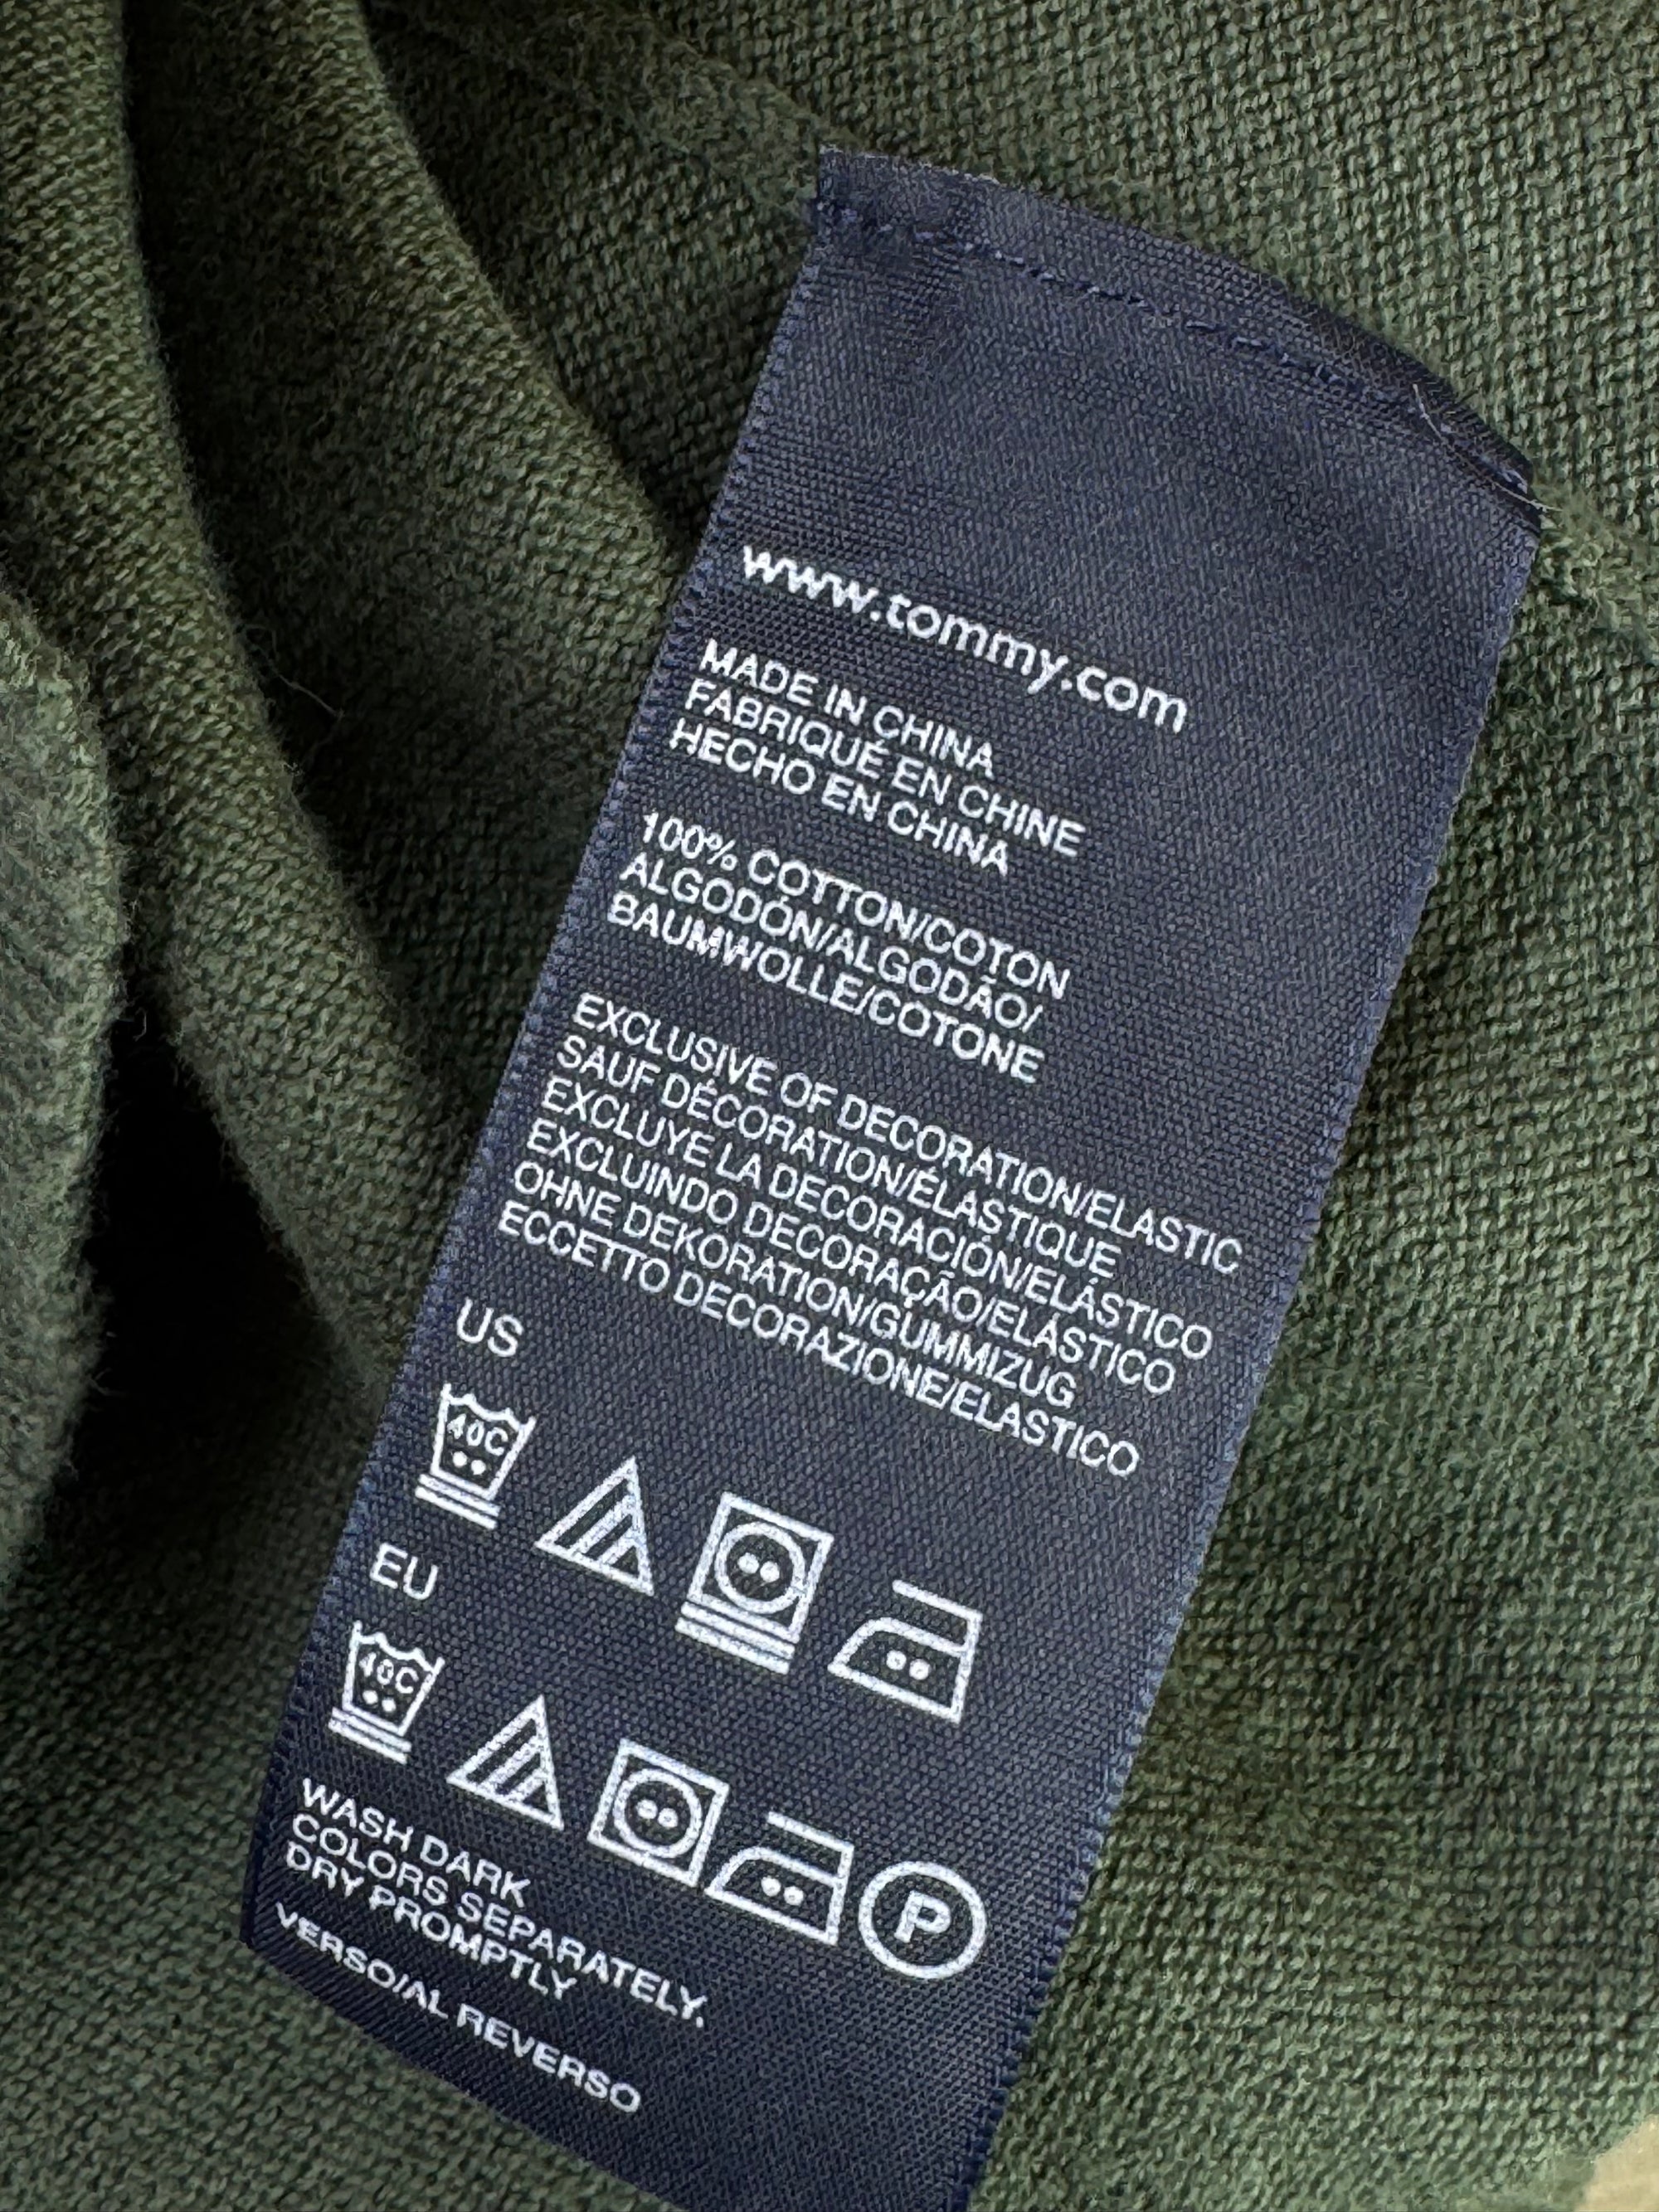 www.tommy.com
MADE IN CHINA
FABRIQUÉ EN CHINE
HECHO EN CHINA
100% COTTON/COTON
ALGODÓN/ALGODÃO/
BAUMWOLLE/COTONE
EXCLUSIVE OF DECORATION/ELASTIC
SAUF DÉCORATION/ÉLASTIQUE
EXCLUYE LA DECORACIÓN/ELÁSTICO
EXCLUINDO DECORAÇÃO/ELÁSTICO
OHNE DEKORATION/GUMMIZUG
ECCETTO DECORAZIONE/ELASTICO
US
40C
EU
40C
P
WASH DARK
COLORS SEPARATELY.
DRY PROMPTLY
VERSO/AL REVERSO